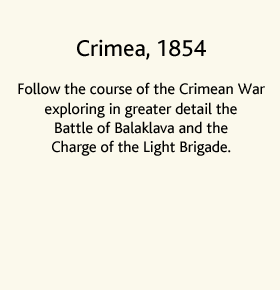 Crimea, 1854
Follow the course of the Crimean War
exploring in greater detail the
Battle of Balaklava and the
Charge of the Light Brigade.